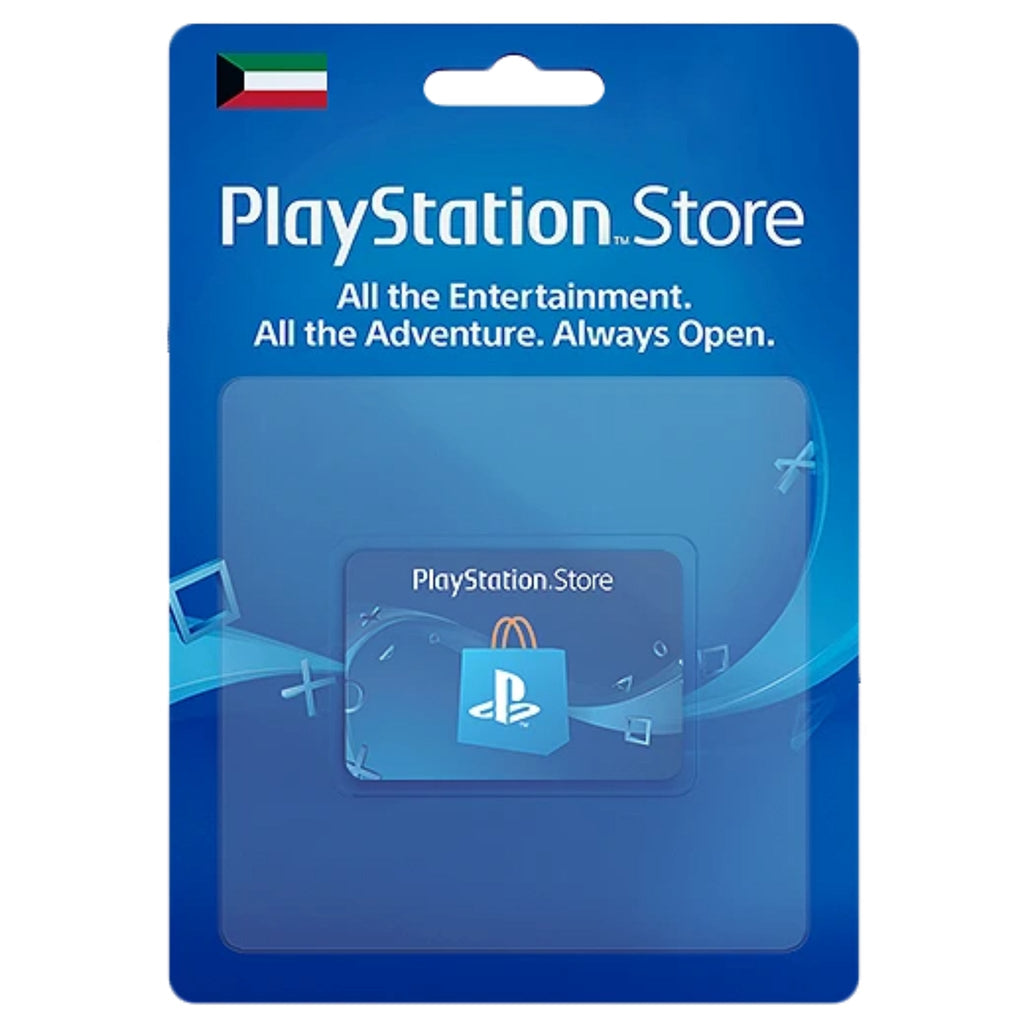 PlayStation™Store
All the Entertainment.
All the Adventure. Always Open.
PlayStation.Store